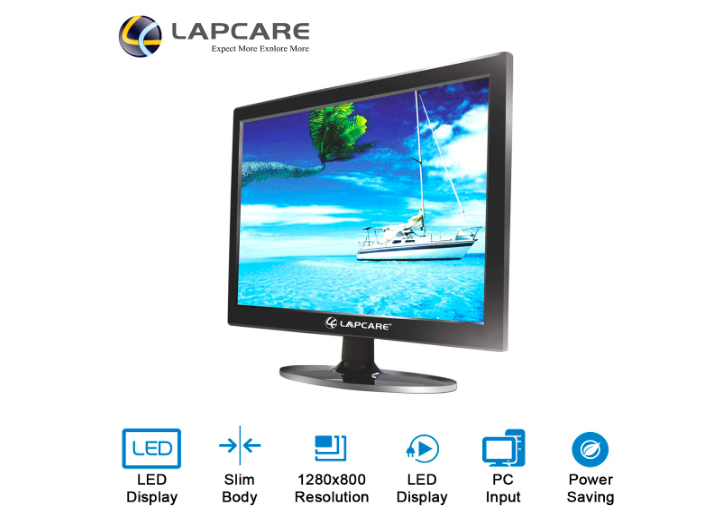 LAPCARE
Expect More Exolore More
LAPCARE
LED
LED
Display
Slim
Body
1280x800
Resolution
LED
Display
PC
Input
Power
Saving